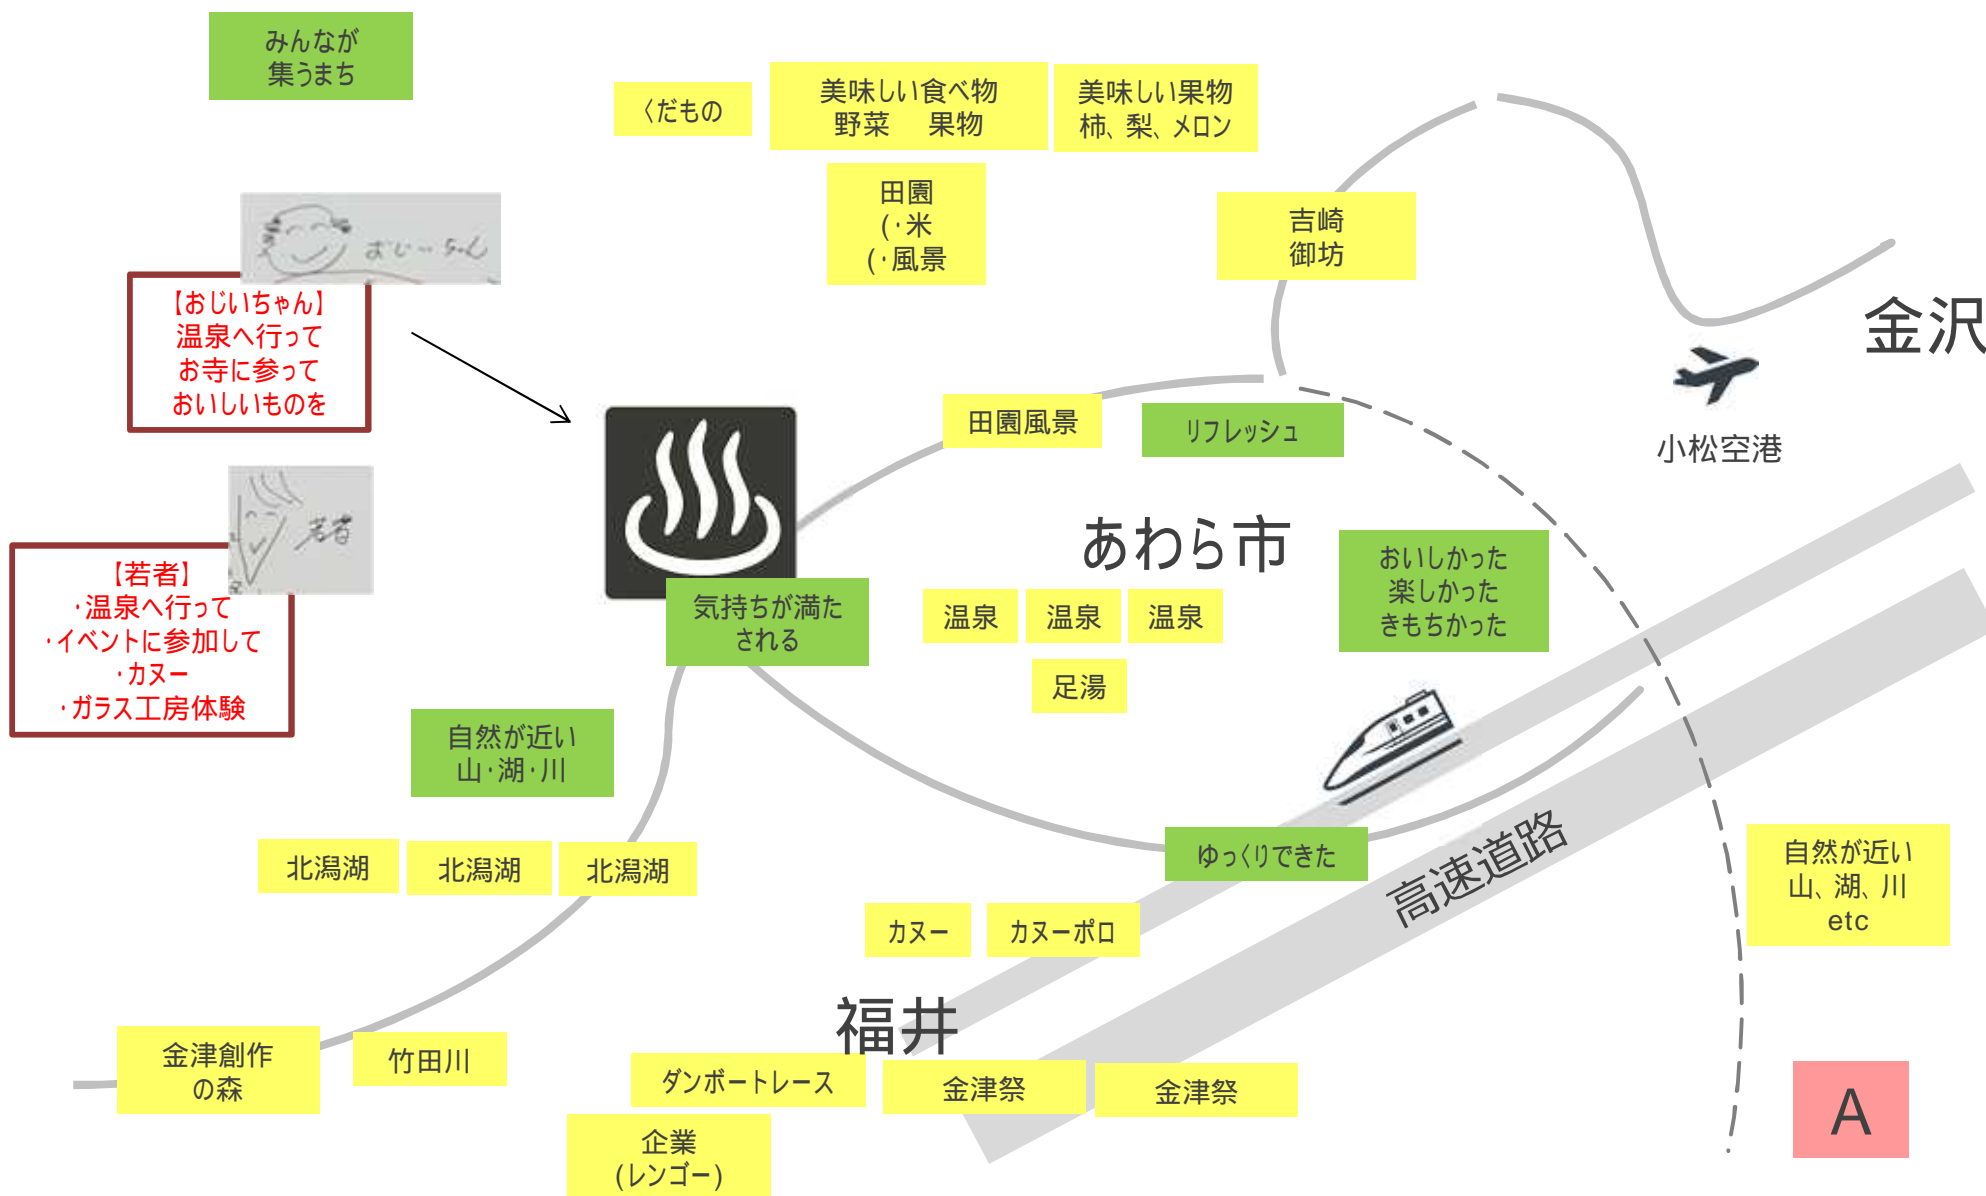 みんなが
集うまち
くだもの
美味しい食べ物
野菜　果物
美味しい果物
柿、梨、メロン
田園
(・米
(・風景
吉崎
御坊
おじーちゃん
【おじいちゃん】
温泉へ行って
お寺に参って
おいしいものを
金沢
小松空港
田園風景
リフレッシュ
若者
【若者】
・温泉へ行って
・イベントに参加して
・カヌー
・ガラス工房体験
あわら市
おいしかった
楽しかった
きもちかった
気持ちが満た
される
温泉
温泉
温泉
足湯
自然が近い
山・湖・川
北潟湖
北潟湖
北潟湖
ゆっくりできた
高速道路
自然が近い
山、湖、川
etc
カヌー
カヌーポロ
福井
金津創作
の森
竹田川
ダンボートレース
金津祭
金津祭
企業
(レンゴー)
A